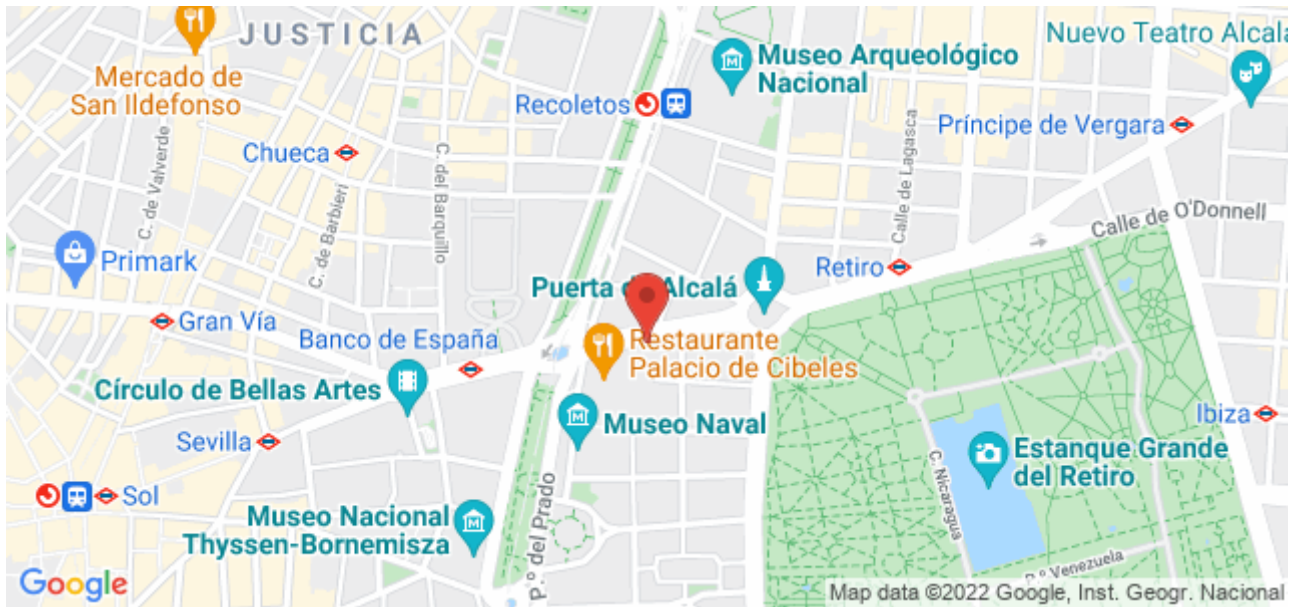 JUSTICIA
Nuevo Teatro Alcalá
Mercado de
San Ildefonso
Museo Arqueológico
Nacional
Recoletos
Príncipe de Vergara
Chueca
C. de Valverde
C. de Barbieri
C. del Barquillo
Calle de Lagasca
Calle de O'Donnell
Primark
Retiro
Puerta de Alcalá
Gran Vía
Banco de España
Restaurante
Palacio de Cibeles
Círculo de Bellas Artes
Museo Naval
Ibiza
Sevilla
Estanque Grande
del Retiro
C. Nicaragua
Sol
P.º del Prado
Museo Nacional
Thyssen-Bornemisza
P.º Venezuela
Google
Map data ©2022 Google, Inst. Geogr. Nacional